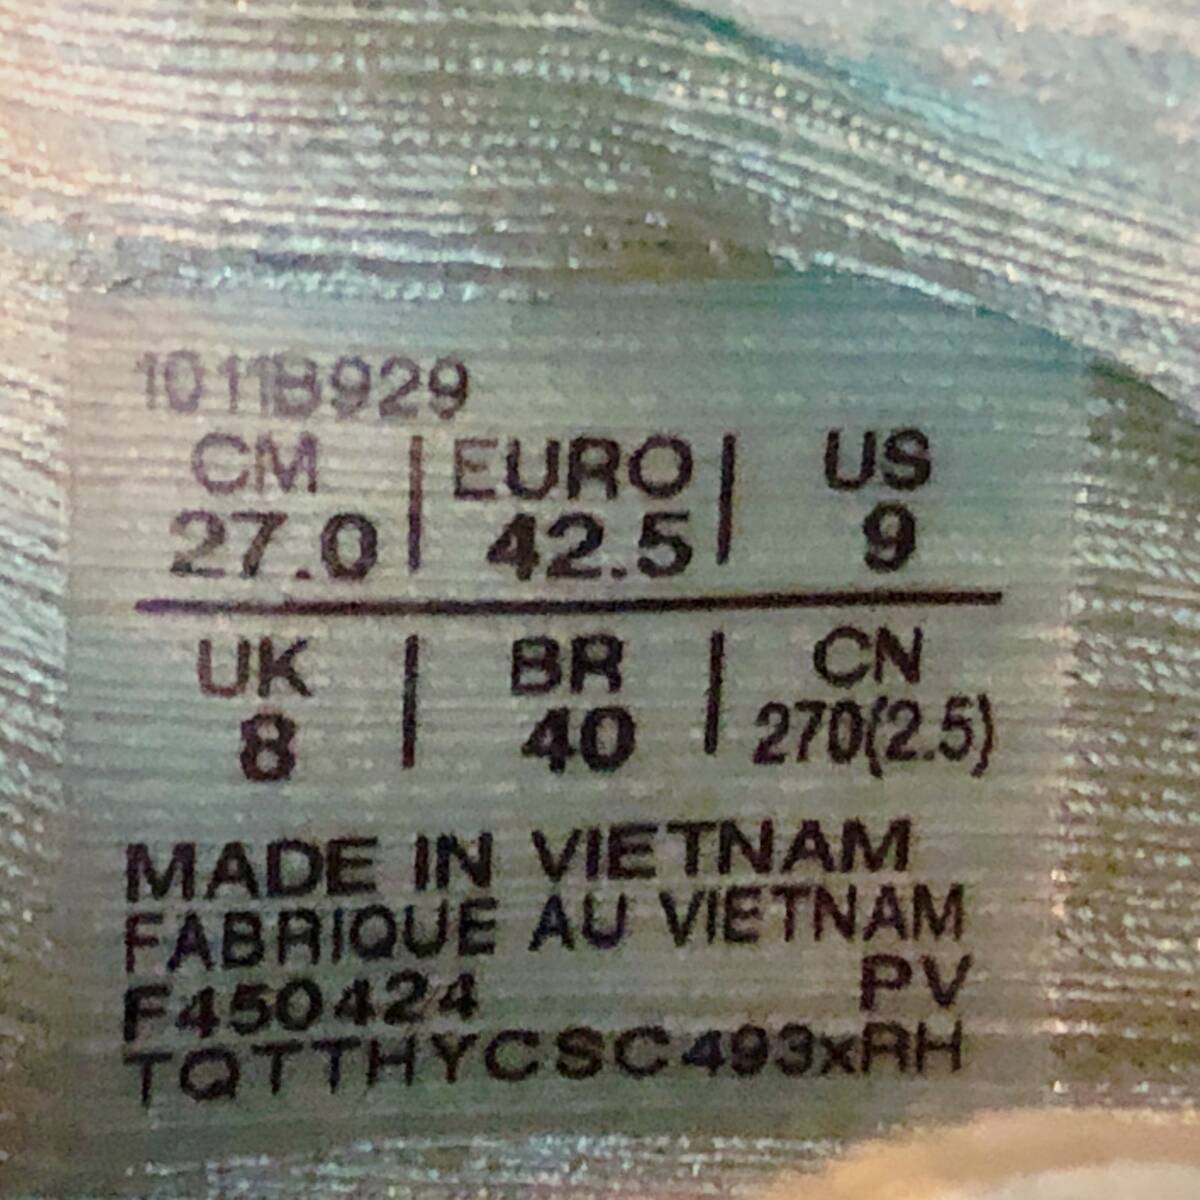 1011B929
CM | EURO | US
27.0 | 42.5 | 9
UK | BR | CN
8 | 40 | 270(2.5)
MADE IN VIETNAM
FABRIQUE AU VIETNAM
F450424 PV
TQTTHYCSC493xRH